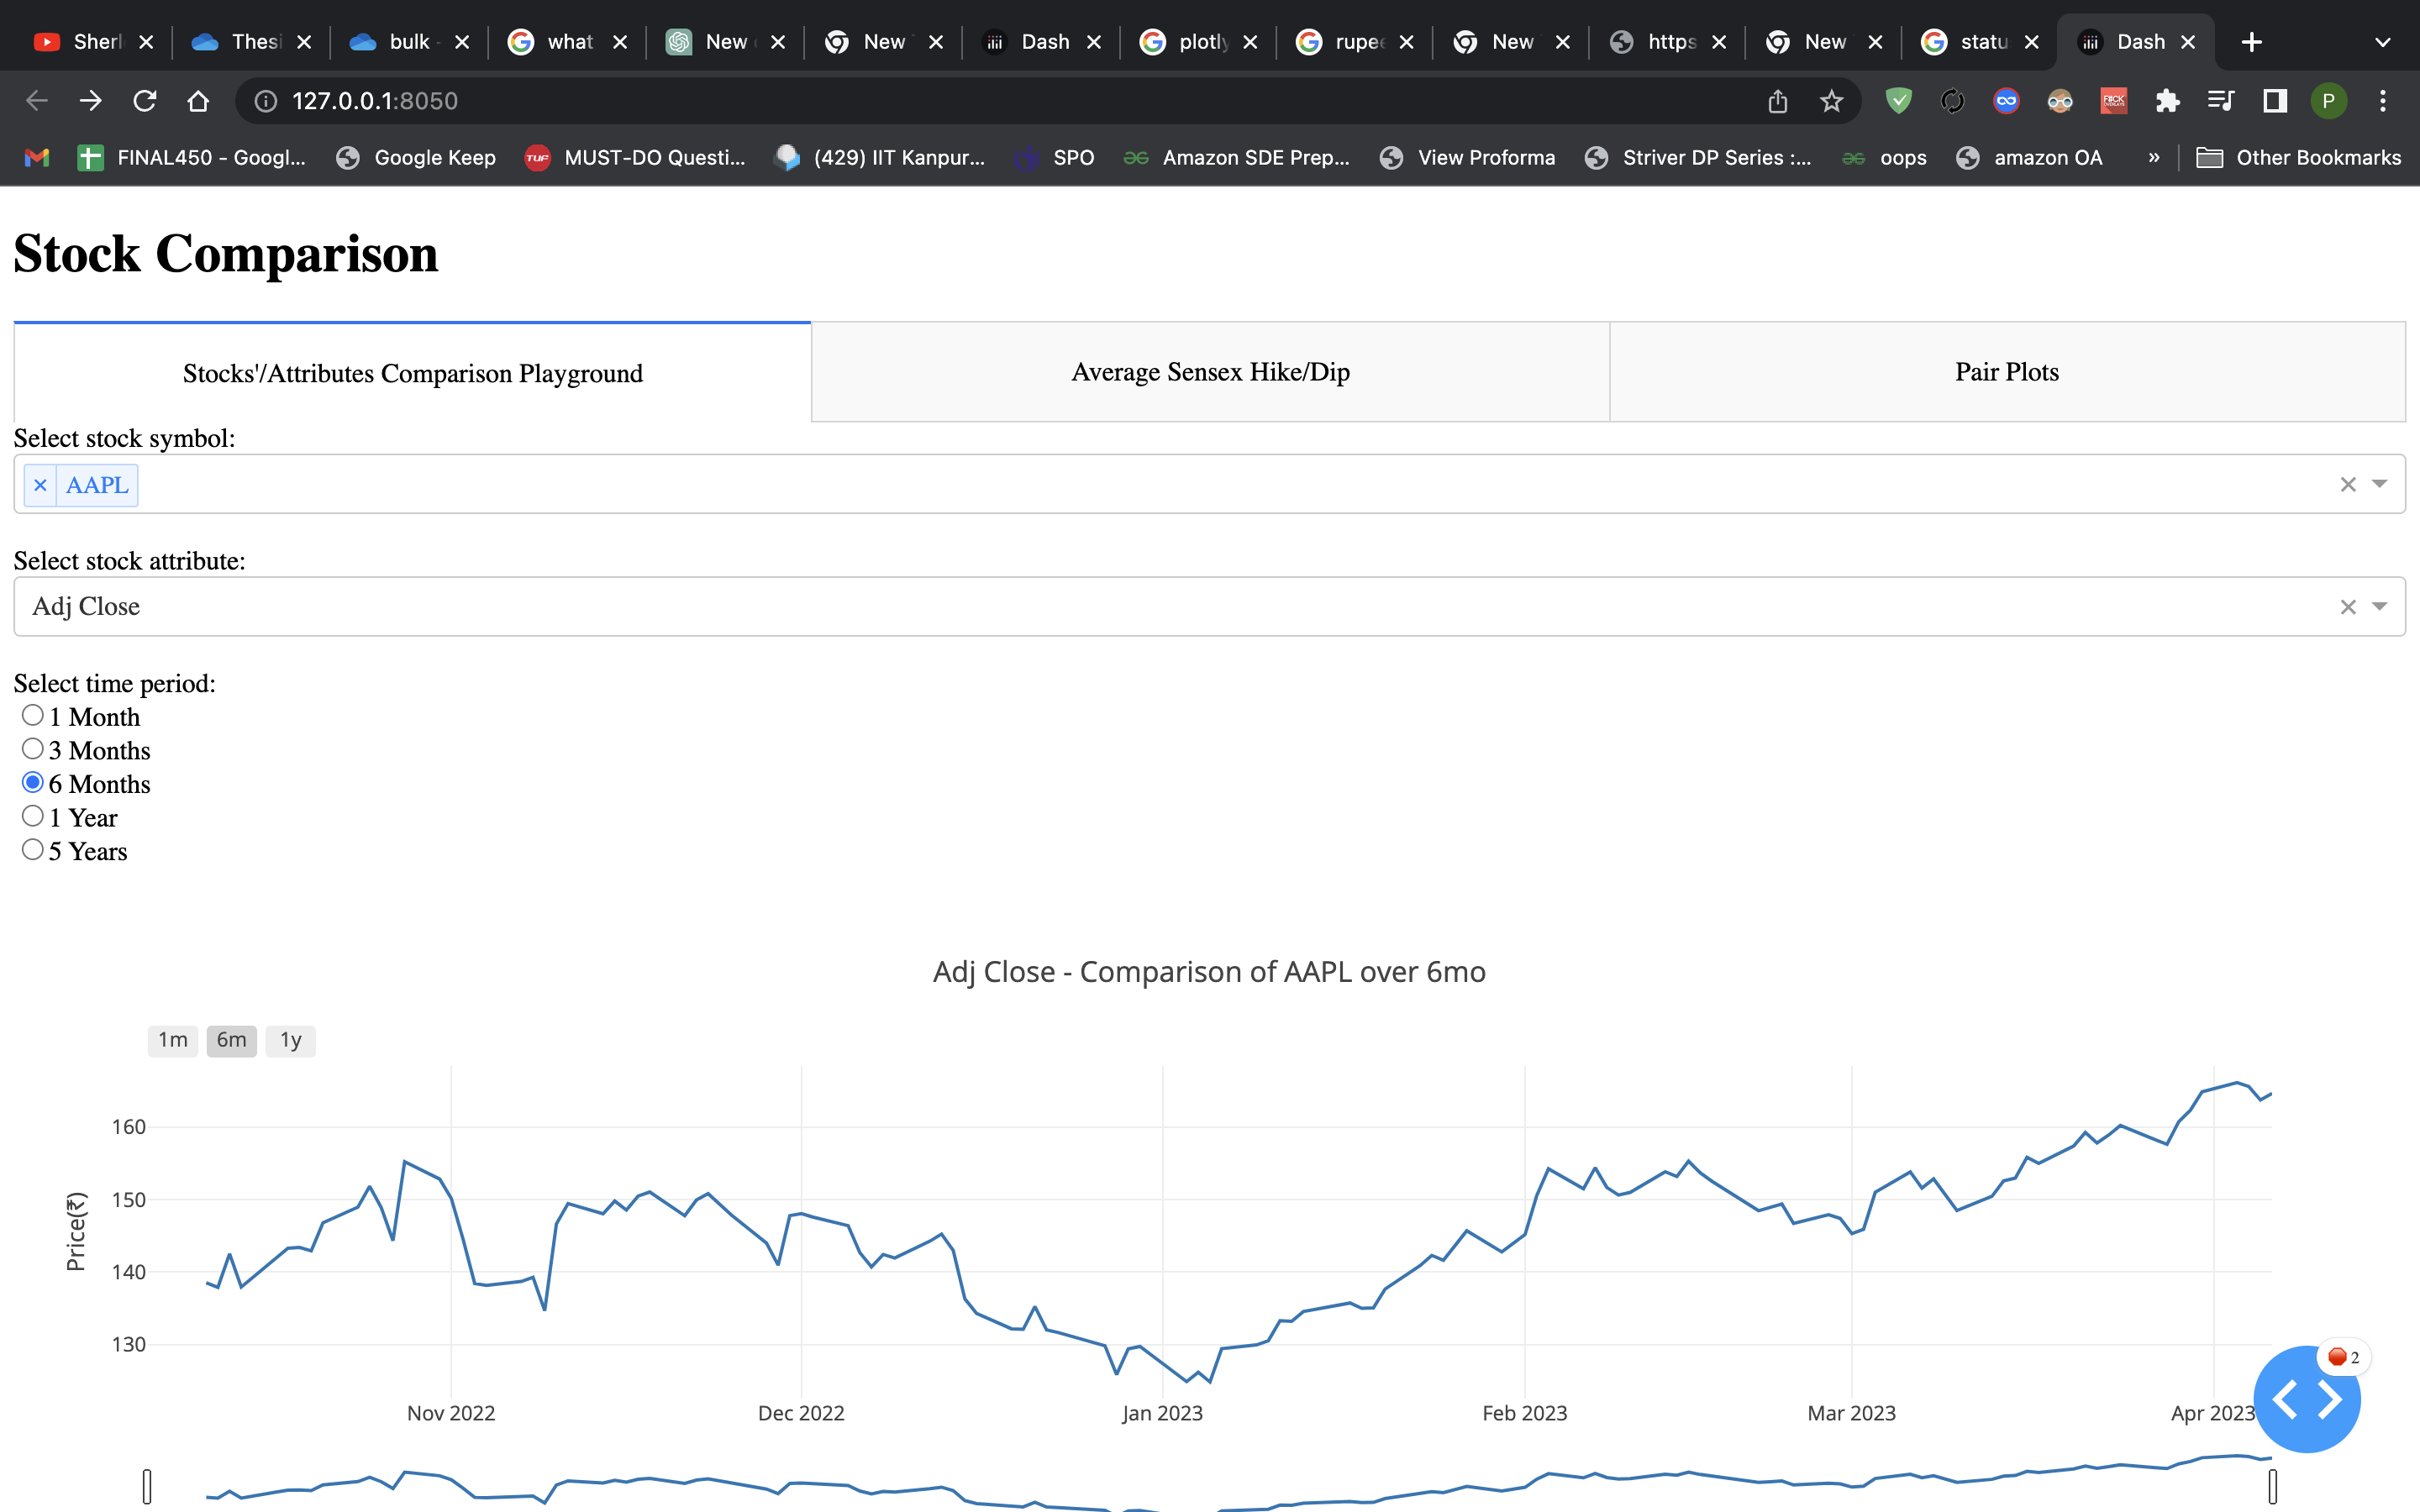 Sherl Thesi bulk - what New New Dash plotly rupee New https New statu Dash
127.0.0.1:8050 P
FINAL450 - Googl... Google Keep TUF MUST-DO Questi... (429) IIT Kanpur... SPO Amazon SDE Prep... View Proforma Striver DP Series :... oops amazon OA » Other Bookmarks
Stock Comparison
Stocks'/Attributes Comparison Playground Average Sensex Hike/Dip Pair Plots
Select stock symbol:
× AAPL
Select stock attribute:
Adj Close
Select time period:
1 Month
3 Months
6 Months
1 Year
5 Years
Adj Close - Comparison of AAPL over 6mo
1m 6m 1y
160
150
140
130
Price(₹)
2
Nov 2022 Dec 2022 Jan 2023 Feb 2023 Mar 2023 Apr 2023